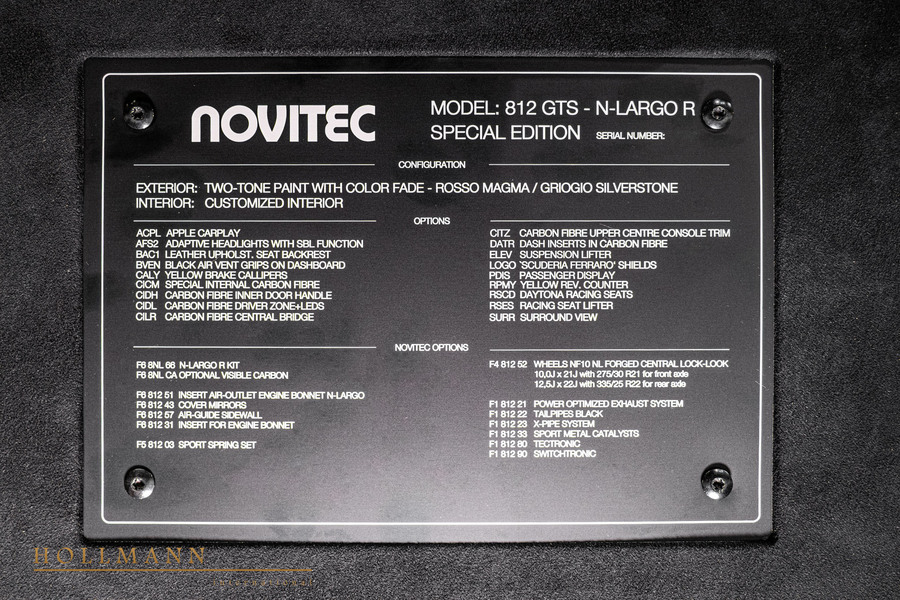 NOVITEC
MODEL: 812 GTS - N-LARGO R
SPECIAL EDITION SERIAL NUMBER:
CONFIGURATION
EXTERIOR: TWO-TONE PAINT WITH COLOR FADE - ROSSO MAGMA / GRIOGIO SILVERSTONE
INTERIOR: CUSTOMIZED INTERIOR
OPTIONS
ACPL APPLE CARPLAY
AFS2 ADAPTIVE HEADLIGHTS WITH SBL FUNCTION
BAC1 LEATHER UPHOLST. SEAT BACKREST
BVEN BLACK AIR VENT GRIPS ON DASHBOARD
CALY YELLOW BRAKE CALLIPERS
CICM SPECIAL INTERNAL CARBON FIBRE
CIDH CARBON FIBRE INNER DOOR HANDLE
CIDL CARBON FIBRE DRIVER ZONE+LEDS
CILR CARBON FIBRE CENTRAL BRIDGE
CITZ CARBON FIBRE UPPER CENTRE CONSOLE TRIM
DATR DASH INSERTS IN CARBON FIBRE
ELEV SUSPENSION LIFTER
LOGO 'SCUDERIA FERRARO' SHIELDS
PDIS PASSENGER DISPLAY
RPMY YELLOW REV. COUNTER
RSCD DAYTONA RACING SEATS
RSES RACING SEAT LIFTER
SURR SURROUND VIEW
NOVITEC OPTIONS
F6 8NL 66 N-LARGO R KIT
F6 8NL CA OPTIONAL VISIBLE CARBON
F6 812 51 INSERT AIR-OUTLET ENGINE BONNET N-LARGO
F6 812 43 COVER MIRRORS
F6 812 57 AIR-GUIDE SIDEWALL
F6 812 31 INSERT FOR ENGINE BONNET
F5 812 03 SPORT SPRING SET
F4 812 52 WHEELS NF10 NL FORGED CENTRAL LOCK-LOOK
10,0J x 21J with 275/30 R21 for front axle
12,5J x 22J with 335/25 R22 for rear axle
F1 812 21 POWER OPTIMIZED EXHAUST SYSTEM
F1 812 22 TAILPIPES BLACK
F1 812 23 X-PIPE SYSTEM
F1 812 33 SPORT METAL CATALYSTS
F1 812 80 TECTRONIC
F1 812 90 SWITCHTRONIC
HOLLMANN
international